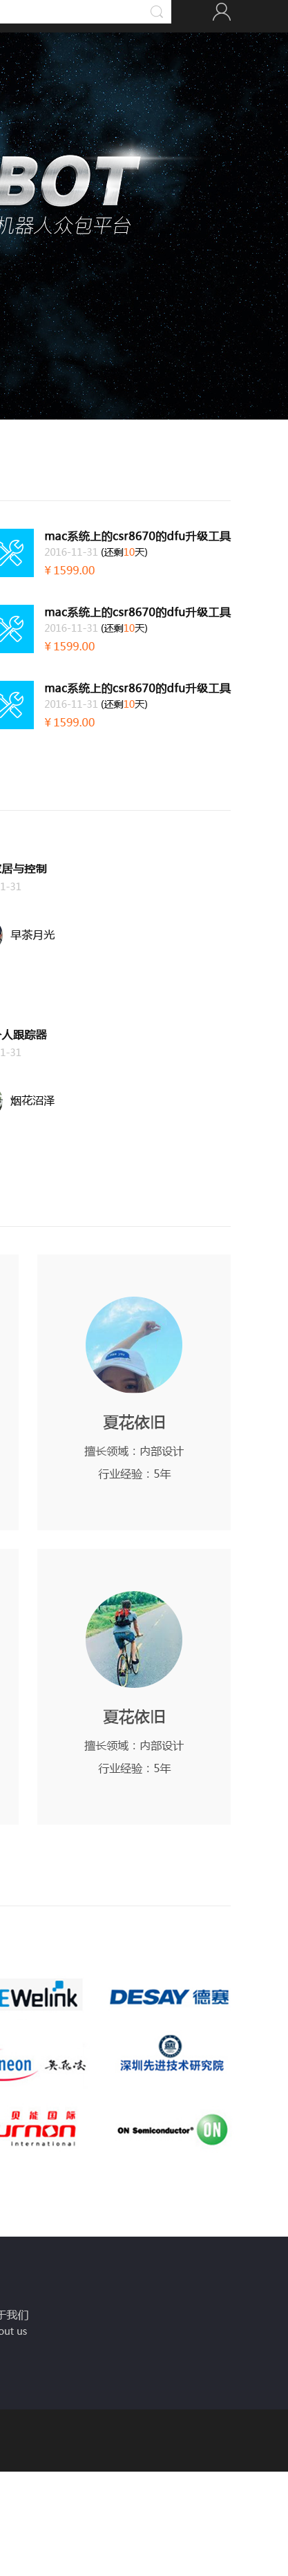 BOT
机器人众包平台
mac系统上的csr8670的dfu升级工具
2016-11-31 (还剩10天)
¥1599.00
mac系统上的csr8670的dfu升级工具
2016-11-31 (还剩10天)
¥1599.00
mac系统上的csr8670的dfu升级工具
2016-11-31 (还剩10天)
¥1599.00
居与控制
1-31
早茶月光
人跟踪器
1-31
烟花沼泽
夏花依旧
擅长领域：内部设计
行业经验：5年
夏花依旧
擅长领域：内部设计
行业经验：5年
EWelink DESAY 德赛
neon 深圳先进技术研究院
贝能国际
urnon
international
ON Semiconductor® ON
于我们
out us